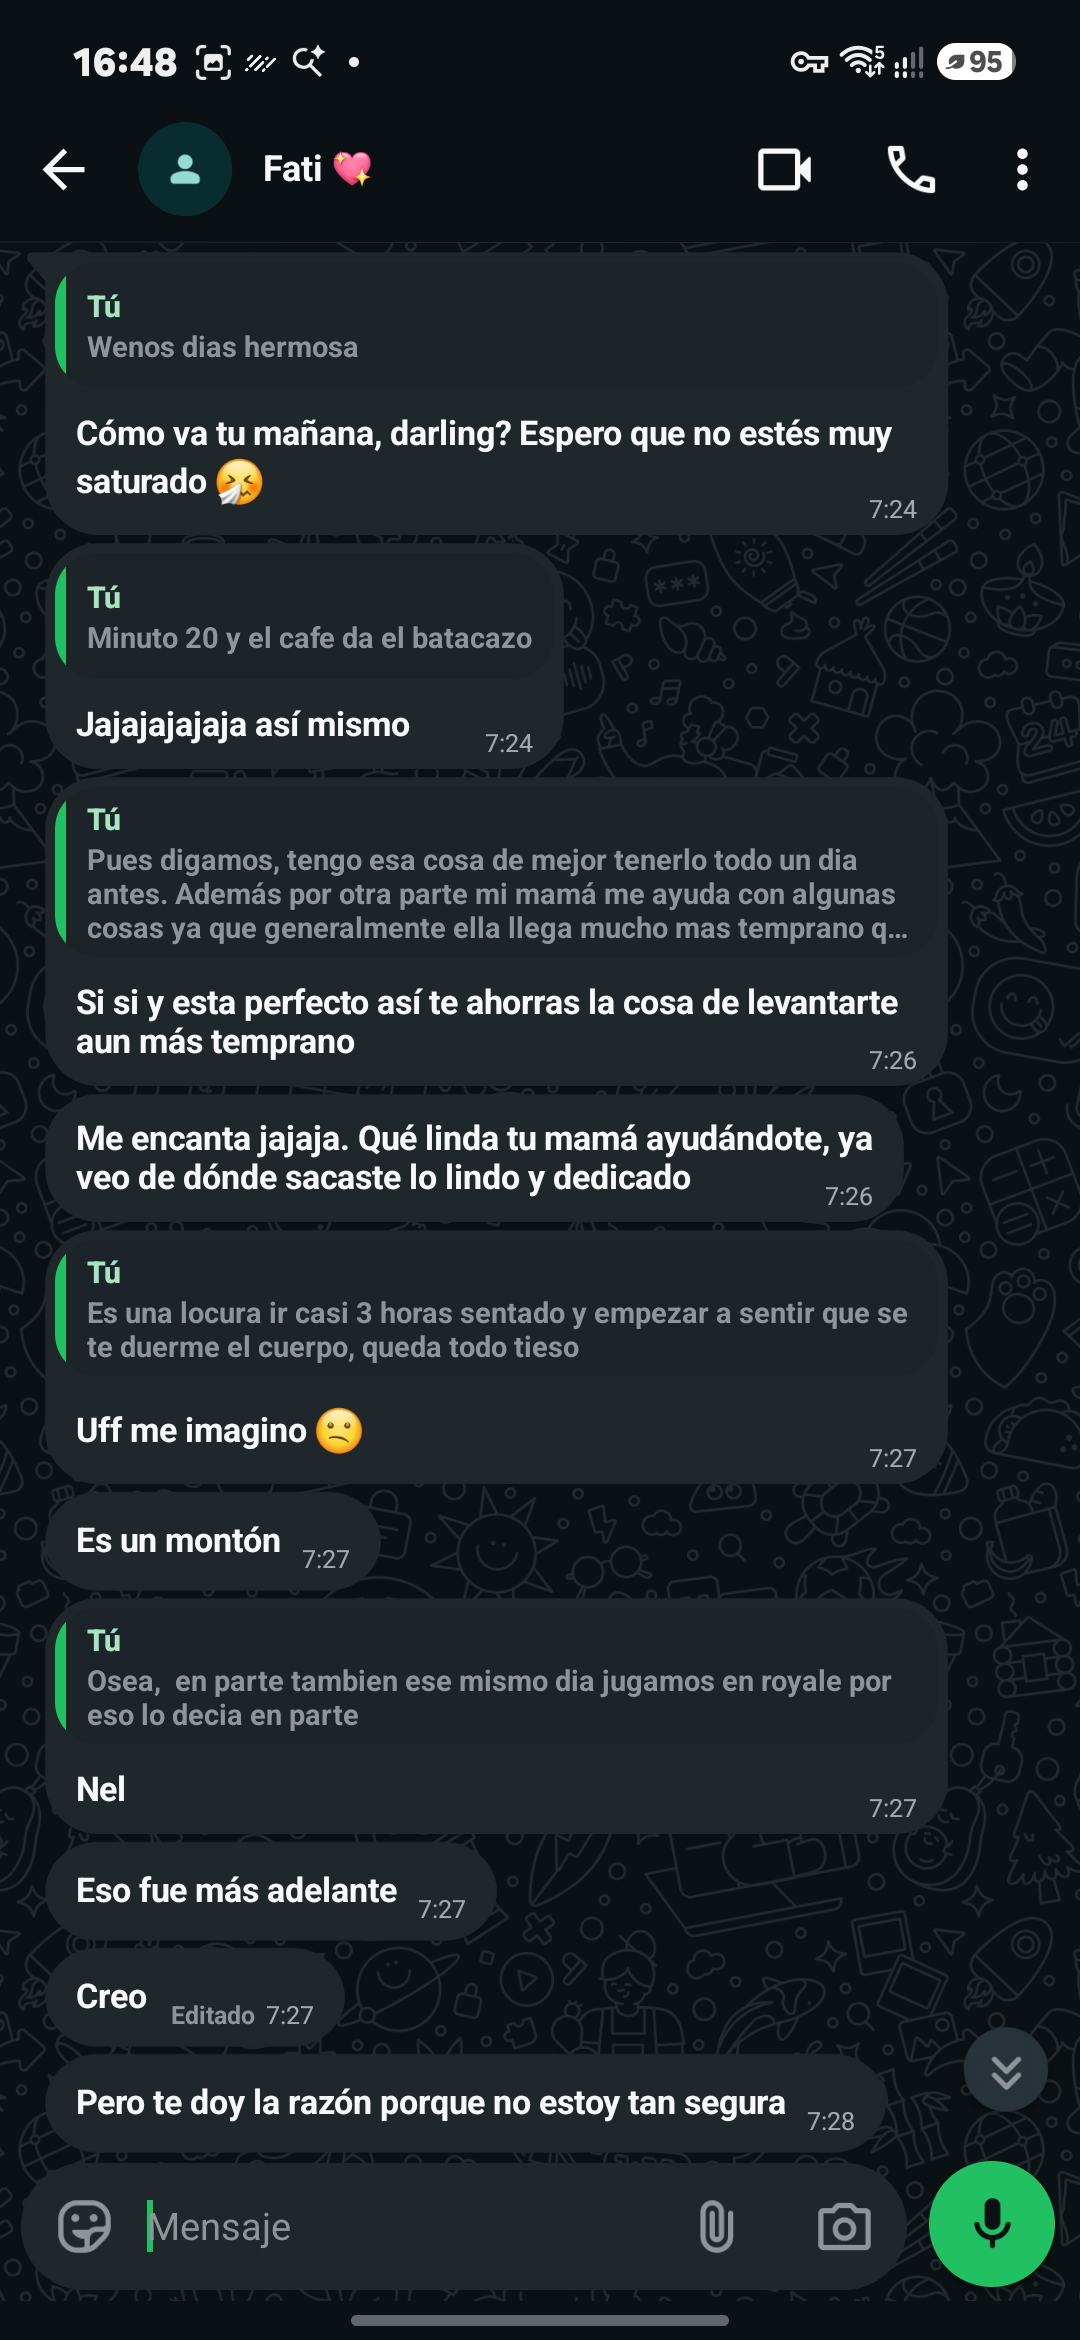 16:48
5
95
Fati
Tú
Wenos dias hermosa
Cómo va tu mañana, darling? Espero que no estés muy
saturado
7:24
Tú
Minuto 20 y el cafe da el batacazo
Jajajajajaja así mismo
7:24
Tú
Pues digamos, tengo esa cosa de mejor tenerlo todo un dia
antes. Además por otra parte mi mamá me ayuda con algunas
cosas ya que generalmente ella llega mucho mas temprano q...
Si si y esta perfecto así te ahorras la cosa de levantarte
aun más temprano
7:26
Me encanta jajaja. Qué linda tu mamá ayudándote, ya
veo de dónde sacaste lo lindo y dedicado
7:26
Tú
Es una locura ir casi 3 horas sentado y empezar a sentir que se
te duerme el cuerpo, queda todo tieso
Uff me imagino
7:27
Es un montón
7:27
Tú
Osea,  en parte tambien ese mismo dia jugamos en royale por
eso lo decia en parte
Nel
7:27
Eso fue más adelante
7:27
Creo
Editado 7:27
Pero te doy la razón porque no estoy tan segura
7:28
Mensaje